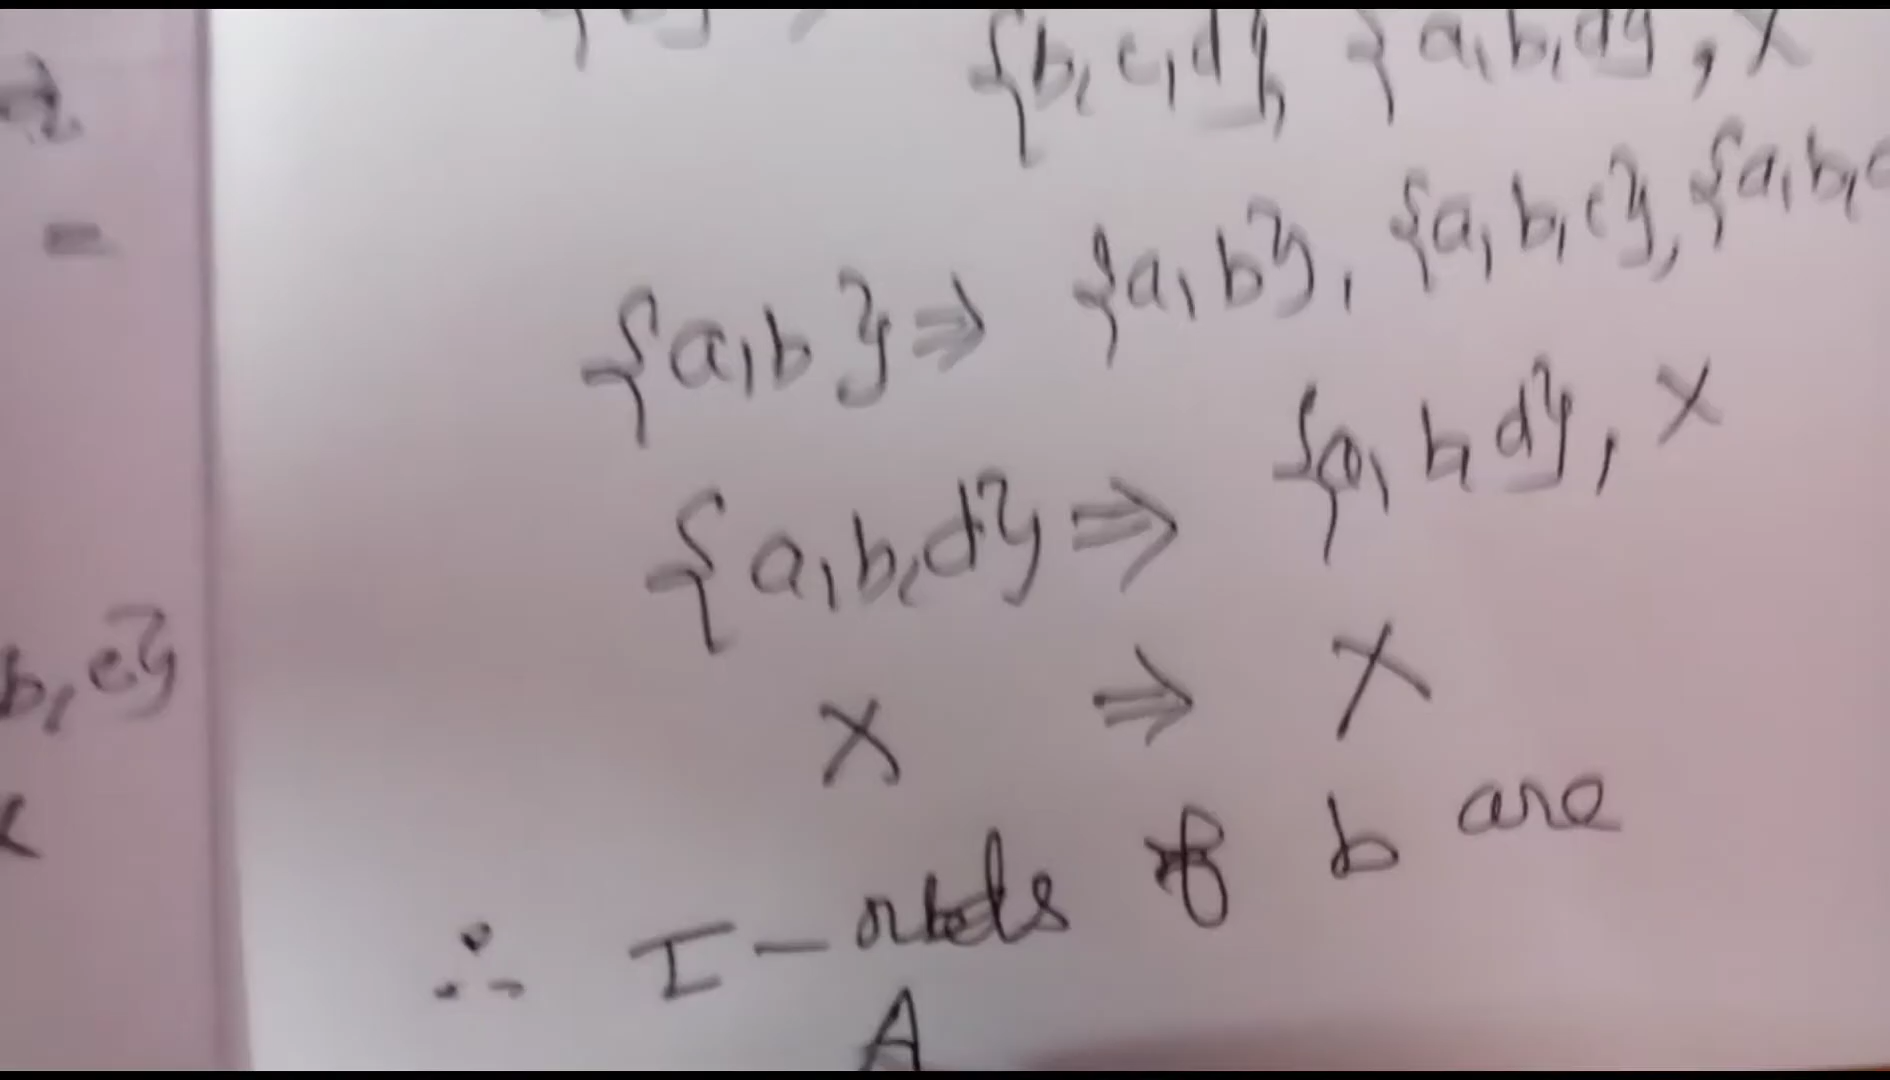 {b, c, d}, {a, b, d}, X
{a, b} ⇒ {a, b}, {a, b, c}, {a, b,
{a, b, d} ⇒ {a, b, d}, X
X ⇒ X
∴ I - nbds of b are
A
b, c}